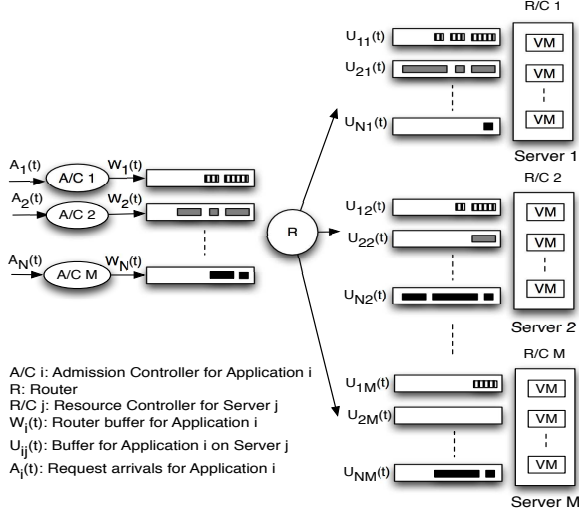 A1(t)
A/C 1
W1(t)
A2(t)
A/C 2
W2(t)
AN(t)
A/C M
WN(t)
R
R/C 1
U11(t)
U21(t)
UN1(t)
VM
VM
VM
Server 1
R/C 2
U12(t)
U22(t)
UN2(t)
VM
VM
VM
Server 2
R/C M
U1M(t)
U2M(t)
UNM(t)
VM
VM
VM
Server M
A/C i: Admission Controller for Application i
R: Router
R/C j: Resource Controller for Server j
Wi(t): Router buffer for Application i
Uij(t): Buffer for Application i on Server j
Ai(t): Request arrivals for Application i